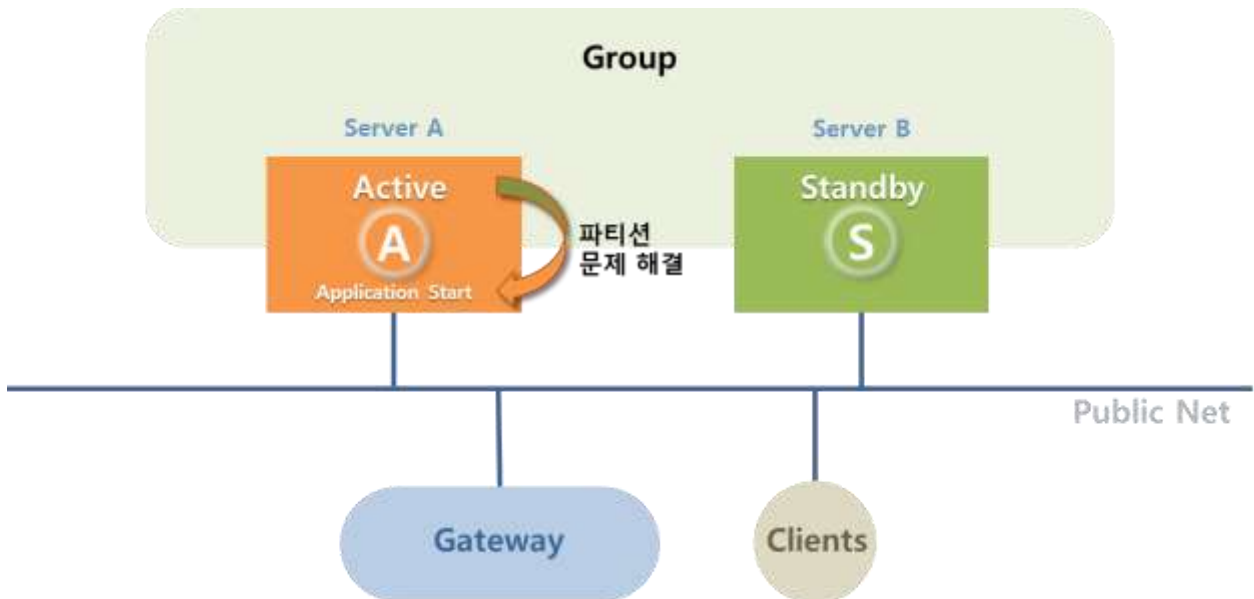 Group
Server A
Server B
Active
A
Application Start
파티션
문제 해결
Standby
S
Public Net
Gateway
Clients